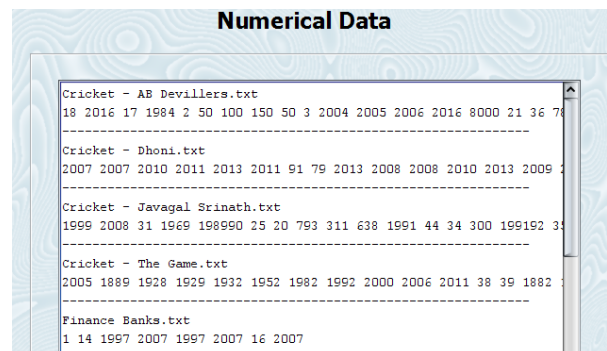 Numerical Data
Cricket - AB Devillers.txt
18 2016 17 1984 2 50 100 150 50 3 2004 2005 2006 2016 8000 21 36 78
--------------------------------------------------------------
Cricket - Dhoni.txt
2007 2007 2010 2011 2013 2011 91 79 2013 2008 2008 2010 2013 2009
--------------------------------------------------------------
Cricket - Javagal Srinath.txt
1999 2008 31 1969 198990 25 20 793 311 638 1991 44 34 300 199192
--------------------------------------------------------------
Cricket - The Game.txt
2005 1889 1928 1929 1932 1952 1982 1992 2000 2006 2011 38 39 1882
--------------------------------------------------------------
Finance Banks.txt
1 14 1997 2007 1997 2007 16 2007